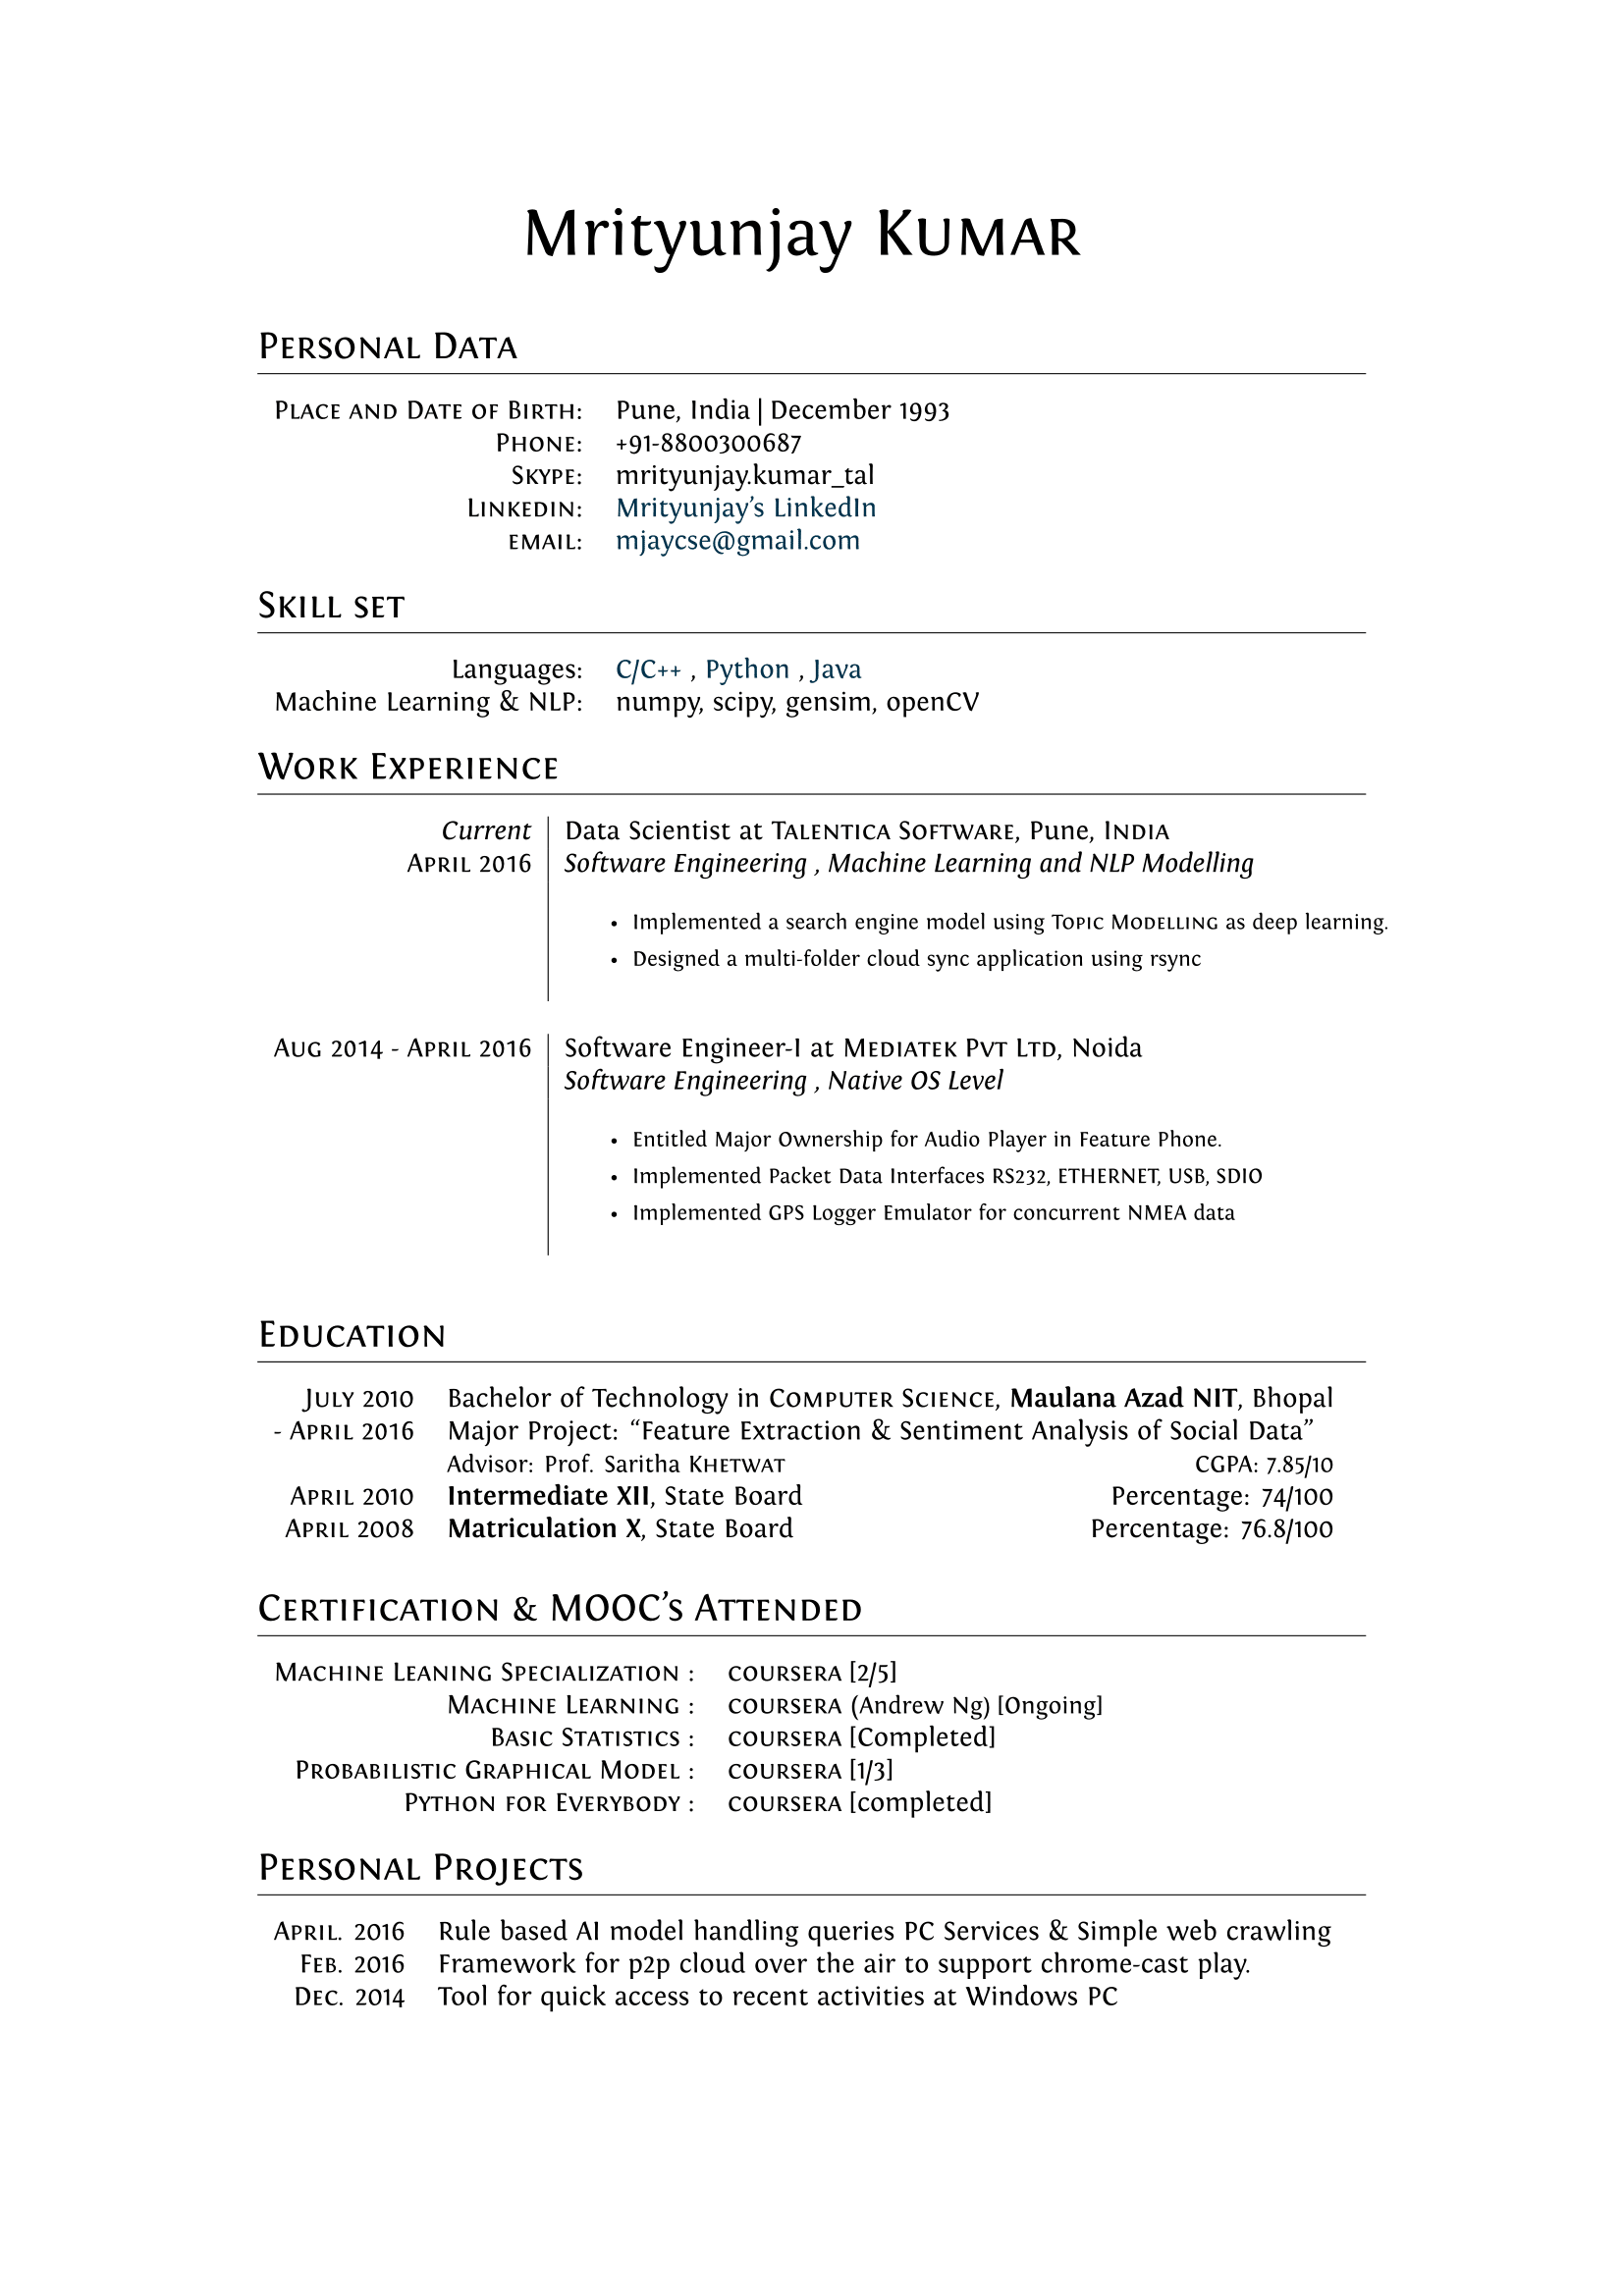 Mrityunjay KUMAR
PERSONAL DATA
PLACE AND DATE OF BIRTH: Pune, India | December 1993
PHONE: +91-8800300687
SKYPE: mrityunjay.kumar_tal
LINKEDIN: Mrityunjay’s LinkedIn
EMAIL: mjaycse@gmail.com
SKILL SET
Languages: C/C++ , Python , Java
Machine Learning & NLP: numpy, scipy, gensim, openCV
WORK EXPERIENCE
Current Data Scientist at TALENTICA SOFTWARE, Pune, INDIA
APRIL 2016 Software Engineering , Machine Learning and NLP Modelling
• Implemented a search engine model using TOPIC MODELLING as deep learning.
• Designed a multi-folder cloud sync application using rsync
AUG 2014 - APRIL 2016 Software Engineer-I at MEDIATEK PVT LTD, Noida
Software Engineering , Native OS Level
• Entitled Major Ownership for Audio Player in Feature Phone.
• Implemented Packet Data Interfaces RS232, ETHERNET, USB, SDIO
• Implemented GPS Logger Emulator for concurrent NMEA data
EDUCATION
JULY 2010 Bachelor of Technology in COMPUTER SCIENCE, Maulana Azad NIT, Bhopal
- APRIL 2016 Major Project: “Feature Extraction & Sentiment Analysis of Social Data”
Advisor: Prof. Saritha KHETWAT CGPA: 7.85/10
APRIL 2010 Intermediate XII, State Board Percentage: 74/100
APRIL 2008 Matriculation X, State Board Percentage: 76.8/100
CERTIFICATION & MOOC’S ATTENDED
MACHINE LEANING SPECIALIZATION : COURSERA [2/5]
MACHINE LEARNING : COURSERA (Andrew Ng) [Ongoing]
BASIC STATISTICS : COURSERA [Completed]
PROBABILISTIC GRAPHICAL MODEL : COURSERA [1/3]
PYTHON FOR EVERYBODY : COURSERA [completed]
PERSONAL PROJECTS
APRIL. 2016 Rule based AI model handling queries PC Services & Simple web crawling
FEB. 2016 Framework for p2p cloud over the air to support chrome-cast play.
DEC. 2014 Tool for quick access to recent activities at Windows PC